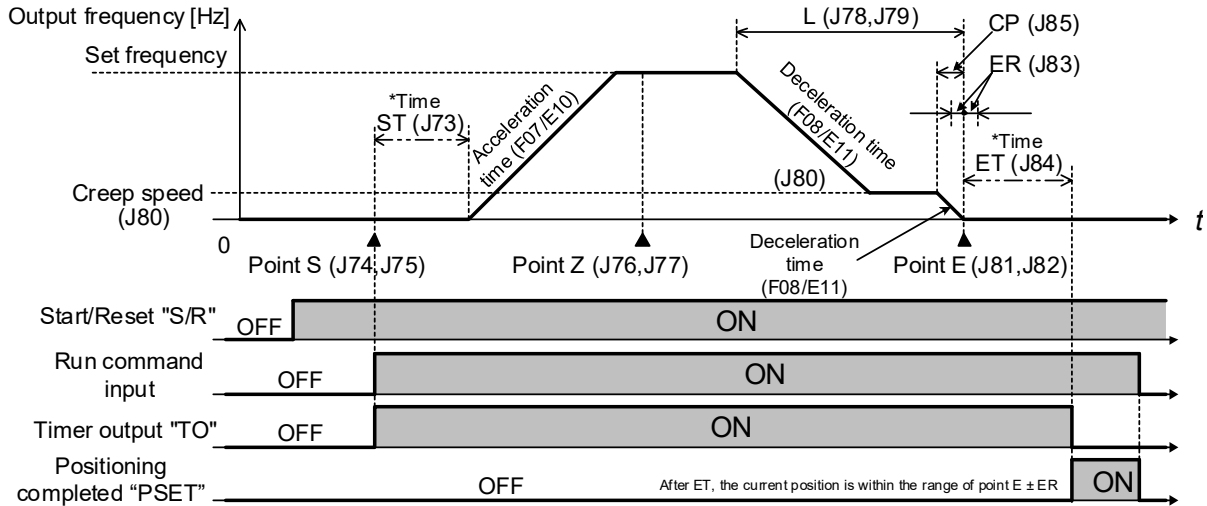 Output frequency [Hz]
L (J78,J79)
CP (J85)
Set frequency
ER (J83)
*Time
ST (J73)
Acceleration
time (F07/E10)
Deceleration time
(F08/E11)
*Time
ET (J84)
Creep speed
(J80)
(J80)
0
t
Point S (J74,J75)
Point Z (J76,J77)
Deceleration
time
(F08/E11)
Point E (J81,J82)
Start/Reset "S/R"
OFF
ON
Run command
input
OFF
ON
Timer output "TO"
OFF
ON
Positioning
completed “PSET”
OFF
After ET, the current position is within the range of point E ± ER
ON